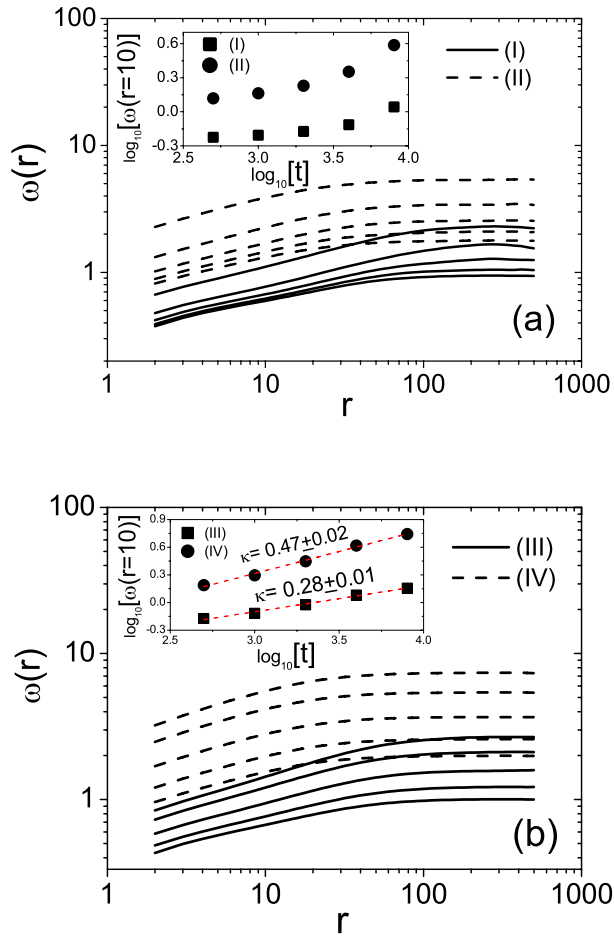 100
10
1
ω(r)
1
10
100
1000
r
(a)
(I)
(II)
0.6
0.3
0.0
-0.3
log₁₀[ω(r=10)]
(I)
(II)
2.5
3.0
3.5
4.0
log₁₀[t]
100
10
1
ω(r)
1
10
100
1000
r
(b)
(III)
(IV)
0.9
0.6
0.3
0.0
-0.3
log₁₀[ω(r=10)]
(III)
(IV)
κ= 0.47±0.02
κ= 0.28±0.01
2.5
3.0
3.5
4.0
log₁₀[t]